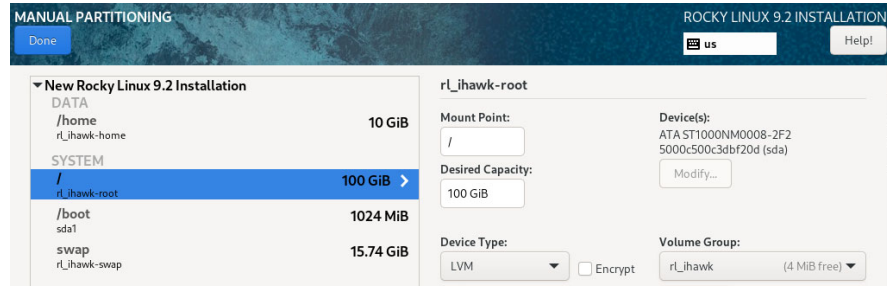 MANUAL PARTITIONING
ROCKY LINUX 9.2 INSTALLATION
Done
us
Help!
New Rocky Linux 9.2 Installation
DATA
/home
10 GiB
rl_ihawk-home
SYSTEM
/
100 GiB
rl_ihawk-root
/boot
1024 MiB
sda1
swap
15.74 GiB
rl_ihawk-swap
rl_ihawk-root
Mount Point:
/
Device(s):
ATA ST1000NM0008-2F2
5000c500c3dbf20d (sda)
Desired Capacity:
100 GiB
Modify...
Device Type:
LVM
Encrypt
Volume Group:
rl_ihawk (4 MiB free)